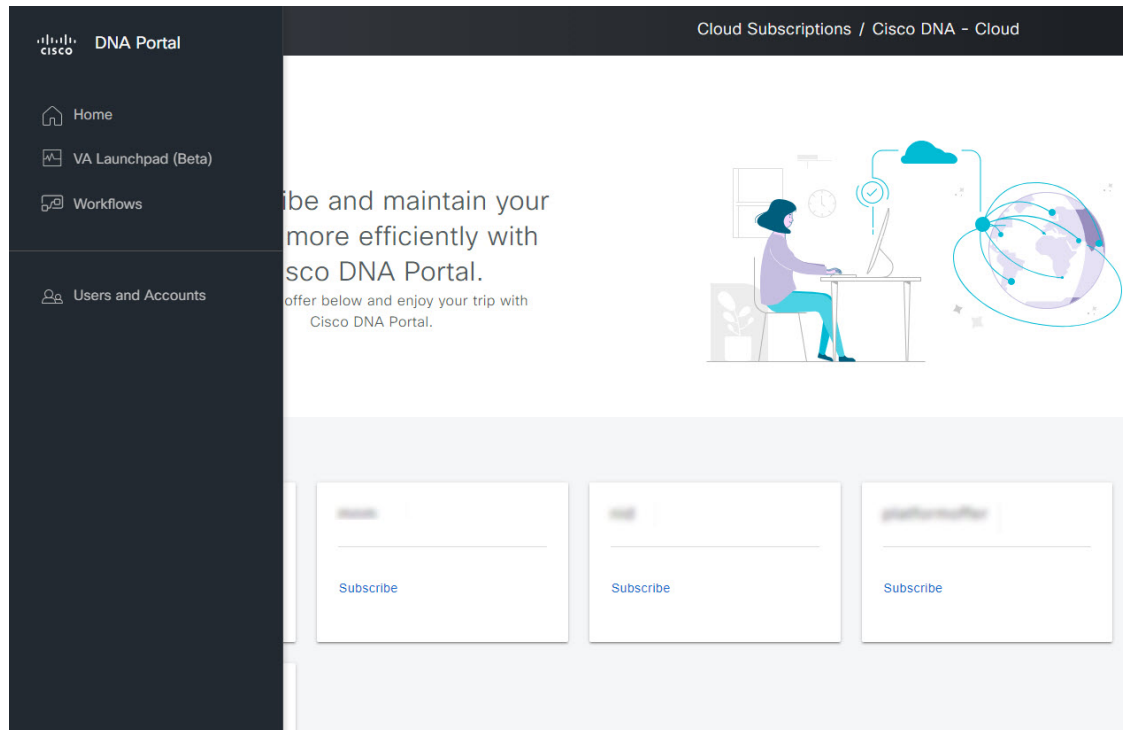 CISCO DNA Portal
Cloud Subscriptions / Cisco DNA - Cloud
Home
VA Launchpad (Beta)
Workflows
Users and Accounts
ibe and maintain your
more efficiently with
sco DNA Portal.
offer below and enjoy your trip with
Cisco DNA Portal.
Subscribe
Subscribe
Subscribe